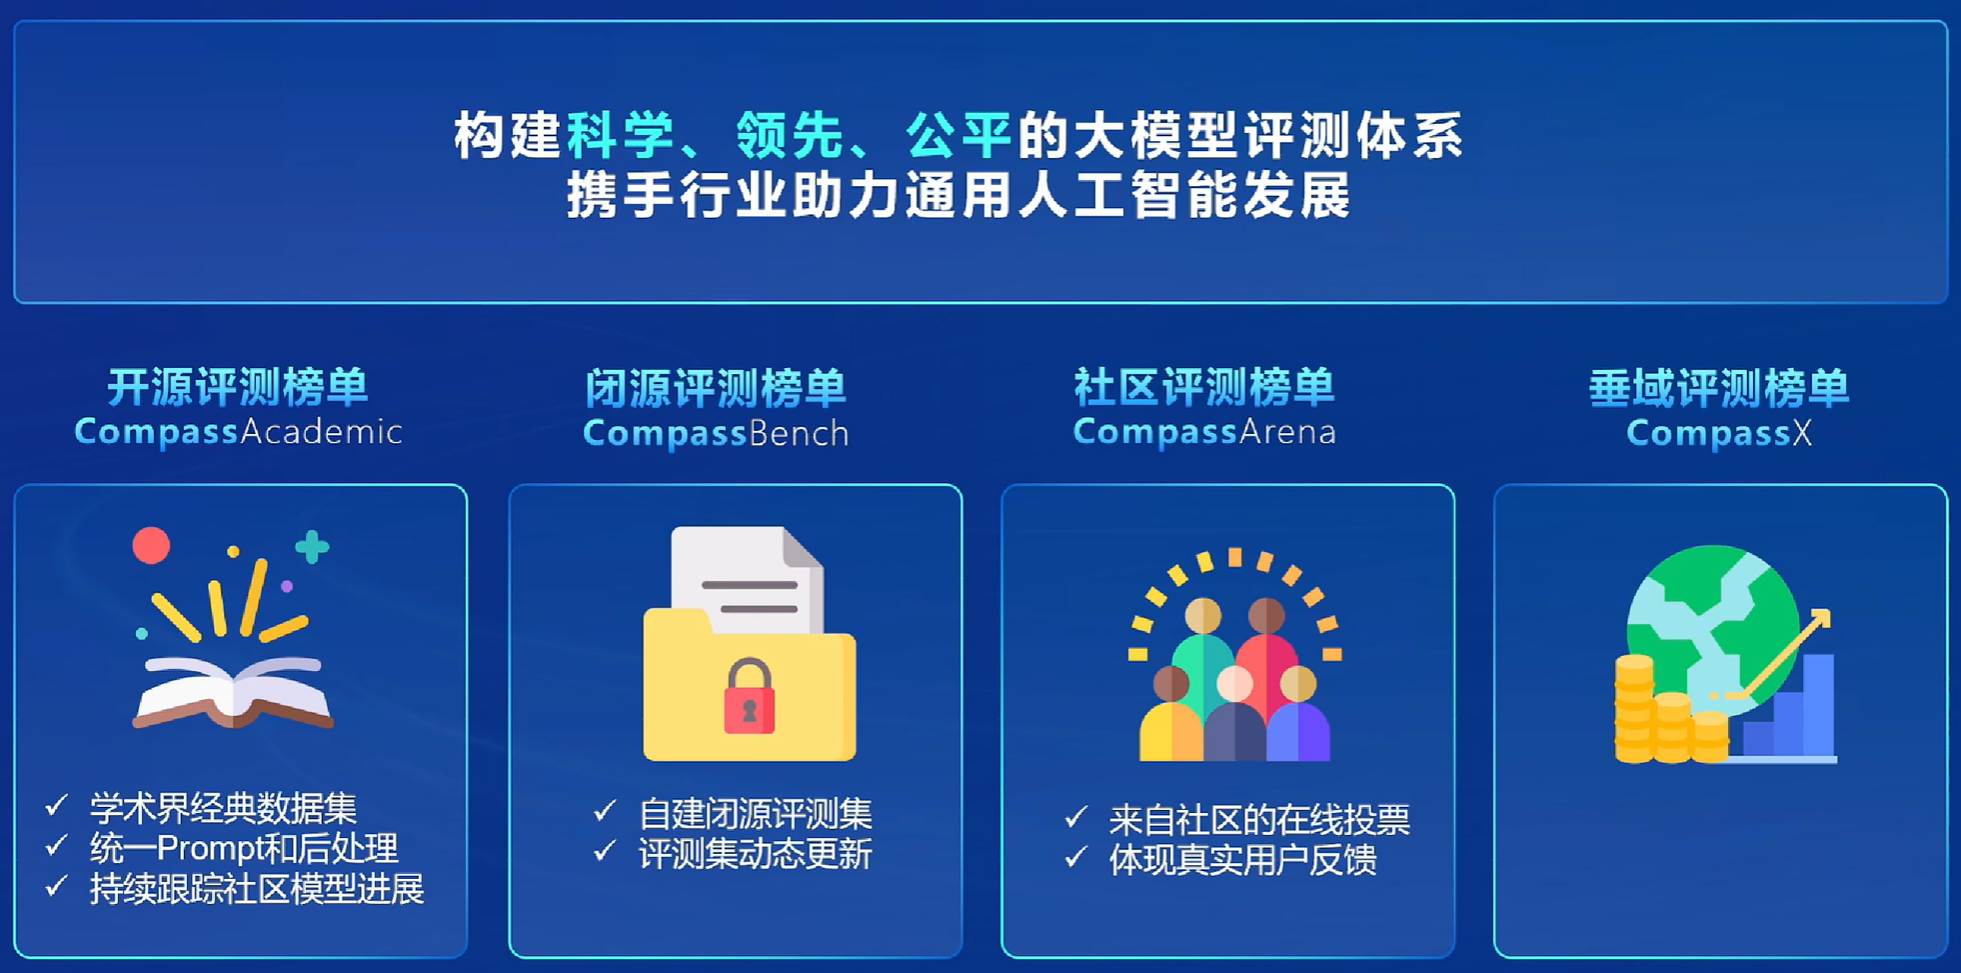 构建科学、领先、公平的大模型评测体系
携手行业助力通用人工智能发展
开源评测榜单
CompassAcademic
学术界经典数据集
统一Prompt和后处理
持续跟踪社区模型进展
闭源评测榜单
CompassBench
自建闭源评测集
评测集动态更新
社区评测榜单
CompassArena
来自社区的在线投票
体现真实用户反馈
垂域评测榜单
CompassX